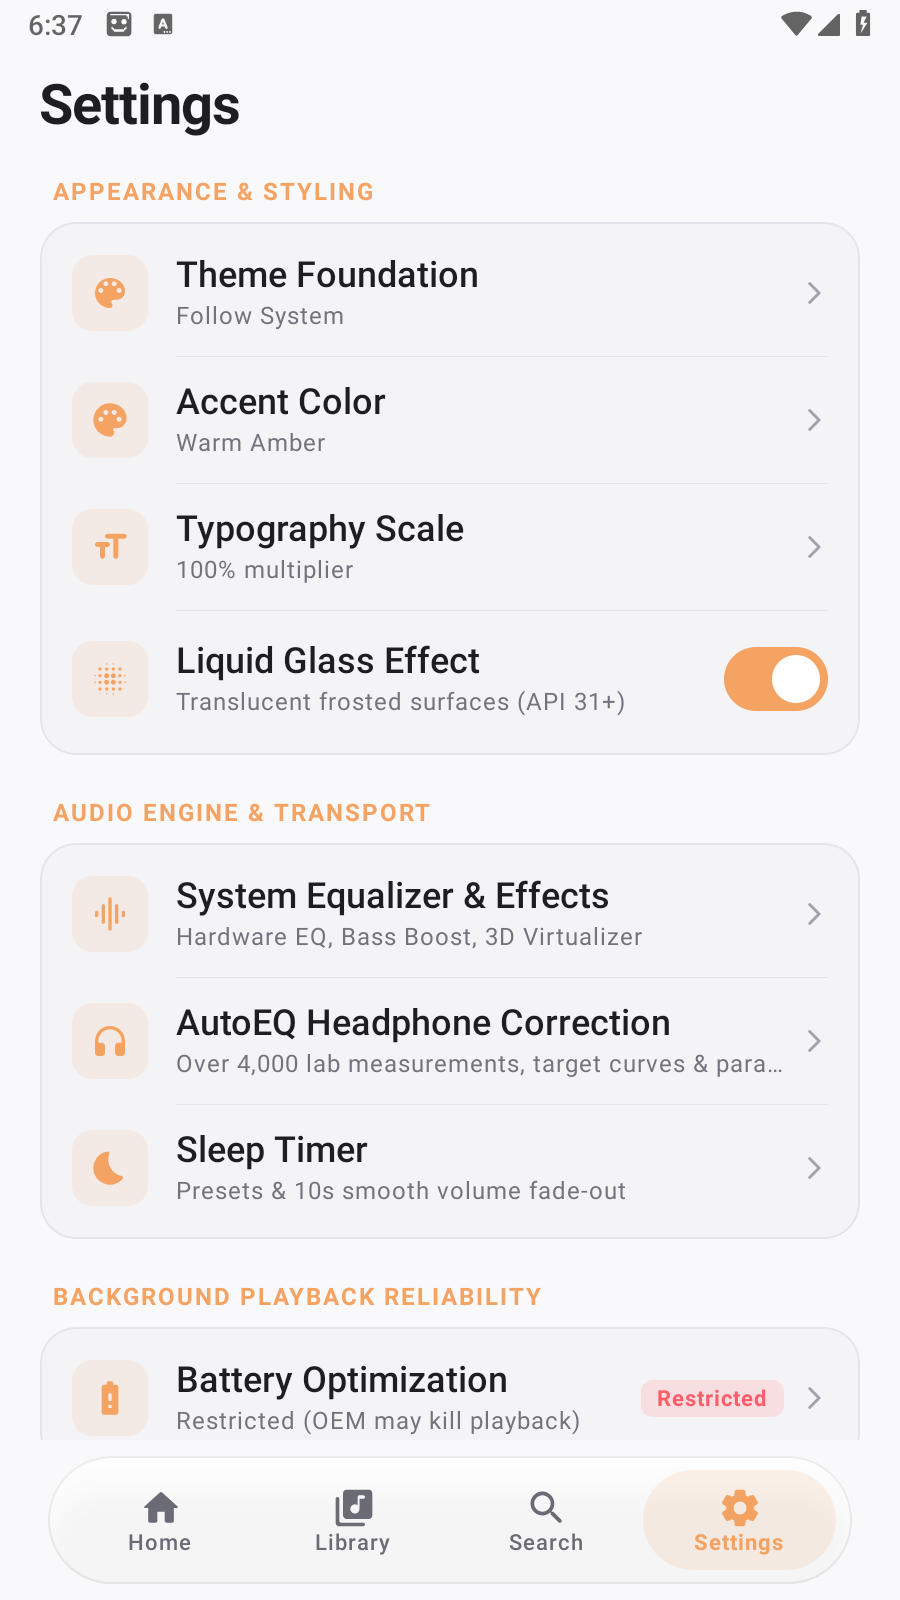 6:37
Settings
APPEARANCE & STYLING
Theme Foundation
Follow System
Accent Color
Warm Amber
Typography Scale
100% multiplier
Liquid Glass Effect
Translucent frosted surfaces (API 31+)
AUDIO ENGINE & TRANSPORT
System Equalizer & Effects
Hardware EQ, Bass Boost, 3D Virtualizer
AutoEQ Headphone Correction
Over 4,000 lab measurements, target curves & para...
Sleep Timer
Presets & 10s smooth volume fade-out
BACKGROUND PLAYBACK RELIABILITY
Battery Optimization
Restricted (OEM may kill playback)
Restricted
Home
Library
Search
Settings